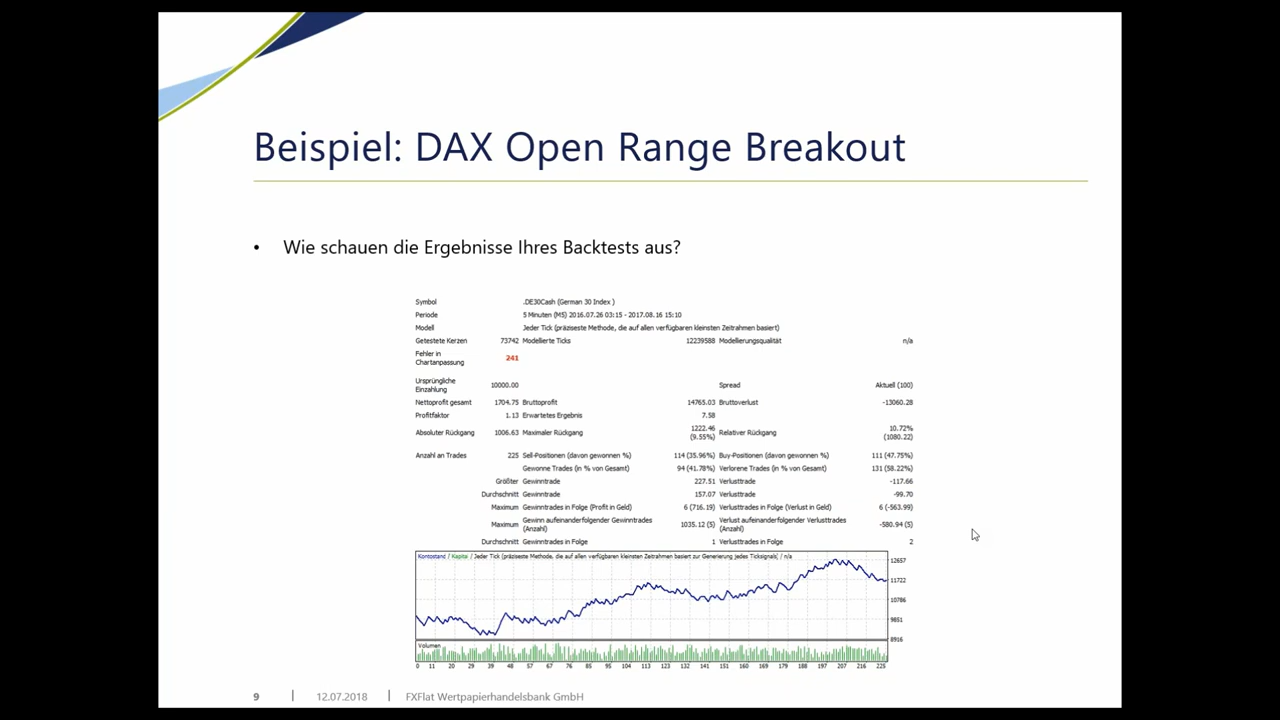 Beispiel: DAX Open Range Breakout
• Wie schauen die Ergebnisse Ihres Backtests aus?
Symbol .DE30Cash (German 30 Index )
Periode 5 Minuten (M5) 2016.07.26 03:15 - 2017.08.16 15:10
Modell Jeder Tick (präziseste Methode, die auf allen verfügbaren kleinsten Zeitrahmen basiert)
Getestete Kerzen 73742 Modellierte Ticks 12239588 Modellierungsqualität n/a
Fehler in
Chartanpassung 241
Ursprüngliche
Einzahlung 10000.00 Spread Aktuell (100)
Nettoprofit gesamt 1704.75 Bruttoprofit 14765.03 Bruttoverlust -13060.28
Profitfaktor 1.13 Erwartetes Ergebnis 7.58
Absoluter Rückgang 1006.63 Maximaler Rückgang 1222.46
(9.55%) Relativer Rückgang 10.72%
(1080.22)
Anzahl an Trades 225 Sell-Positionen (davon gewonnen %) 114 (35.96%) Buy-Positionen (davon gewonnen %) 111 (47.75%)
Gewonne Trades (in % von Gesamt) 94 (41.78%) Verlorene Trades (in % von Gesamt) 131 (58.22%)
Größter Gewinntrade 227.51 Verlusttrade -117.66
Durchschnitt Gewinntrade 157.07 Verlusttrade -99.70
Maximum Gewinntrades in Folge (Profit in Geld) 6 (716.19) Verlusttrades in Folge (Verlust in Geld) 6 (-563.99)
Maximum Gewinn aufeinanderfolgender Gewinntrades
(Anzahl) 1035.12 (5) Verlust aufeinanderfolgender Verlusttrades
(Anzahl) -580.94 (5)
Durchschnitt Gewinntrades in Folge 1 Verlusttrades in Folge 2
Kontostand / Kapital / Jeder Tick (präziseste Methode, die auf allen verfügbaren kleinsten Zeitrahmen basiert zur Generierung jedes Ticksignals) / n/a
12657
11722
10786
9851
8916
Volumen
0 11 20 29 39 48 57 67 76 85 95 104 113 123 132 141 151 160 169 179 188 197 207 216 225
9 | 12.07.2018 | FXFlat Wertpapierhandelsbank GmbH